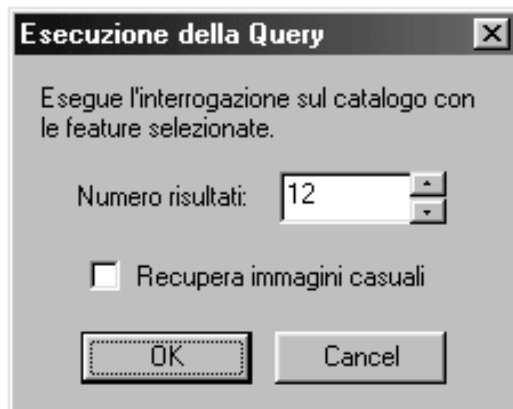 Esecuzione della Query
Esegue l'interrogazione sul catalogo con
le feature selezionate.
Numero risultati: 12
Recupera immagini casuali
OK Cancel